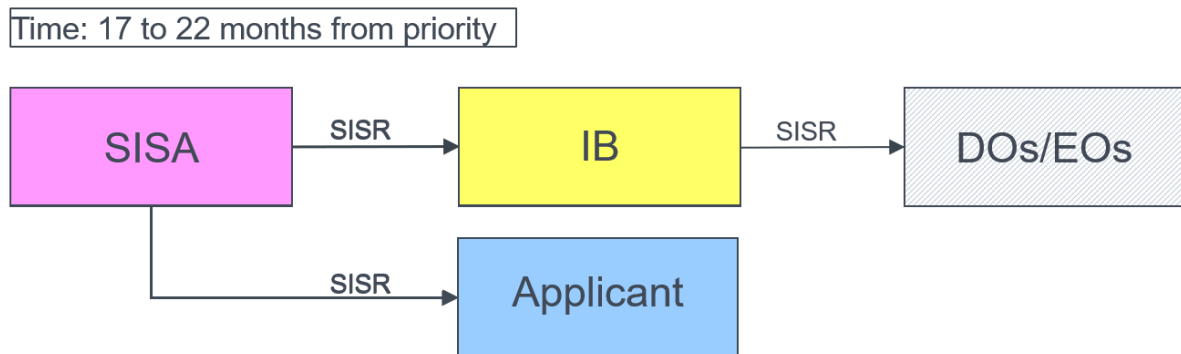 Time: 17 to 22 months from priority
SISA
SISR
IB
SISR
DOs/EOs
SISR
Applicant